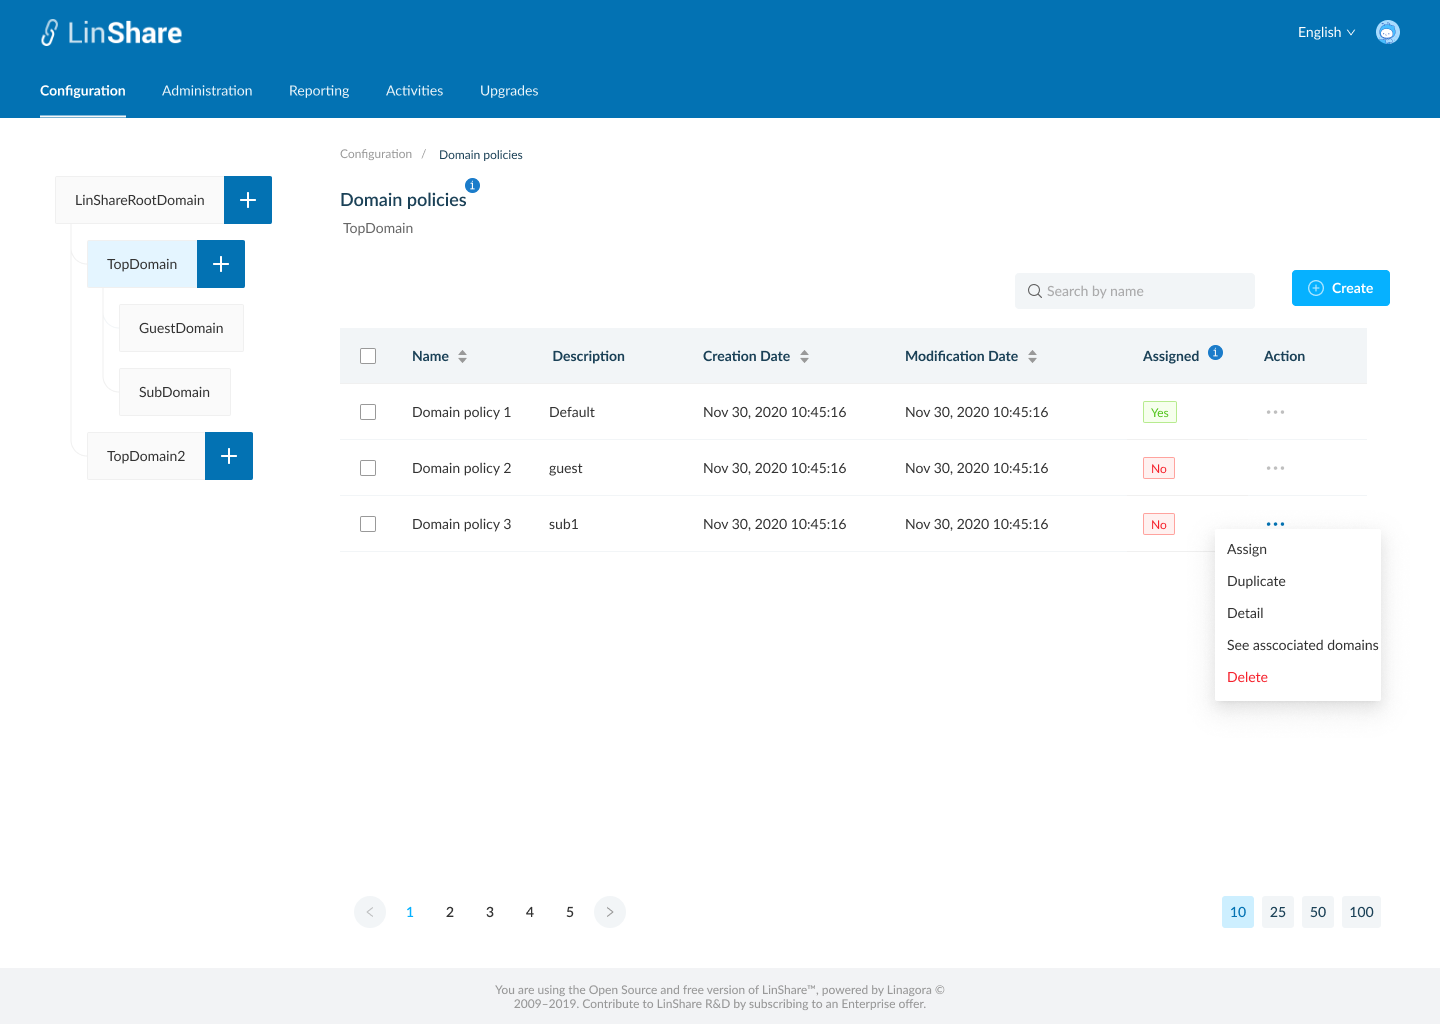 LinShare
English
Configuration Administration Reporting Activities Upgrades
Configuration / Domain policies
LinShareRootDomain
TopDomain
GuestDomain
SubDomain
TopDomain2
Domain policies
TopDomain
Search by name
Create
Name Description Creation Date Modification Date Assigned Action
Domain policy 1 Default Nov 30, 2020 10:45:16 Nov 30, 2020 10:45:16 Yes
Domain policy 2 guest Nov 30, 2020 10:45:16 Nov 30, 2020 10:45:16 No
Domain policy 3 sub1 Nov 30, 2020 10:45:16 Nov 30, 2020 10:45:16 No
Assign
Duplicate
Detail
See asscociated domains
Delete
< 1 2 3 4 5 >
10 25 50 100
You are using the Open Source and free version of LinShare™, powered by Linagora ©
2009–2019. Contribute to LinShare R&D by subscribing to an Enterprise offer.